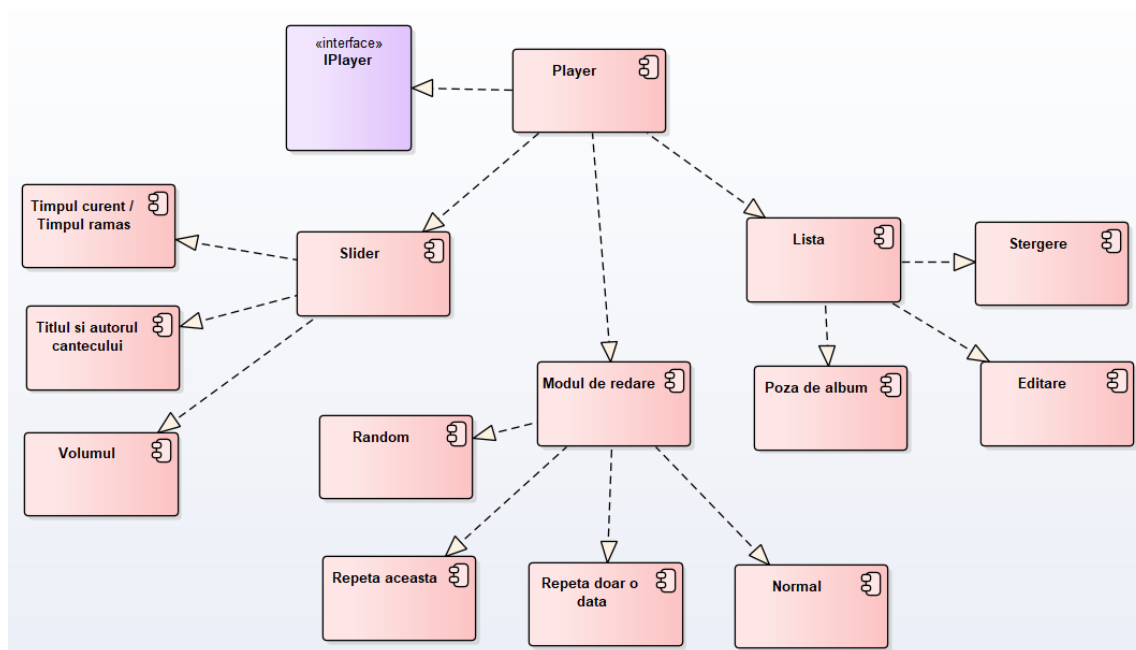 «interface»
IPlayer
Player
Timpul curent /
Timpul ramas
Slider
Lista
Stergere
Titlul si autorul
cantecului
Modul de redare
Poza de album
Editare
Volumul
Random
Repeta aceasta
Repeta doar o
data
Normal